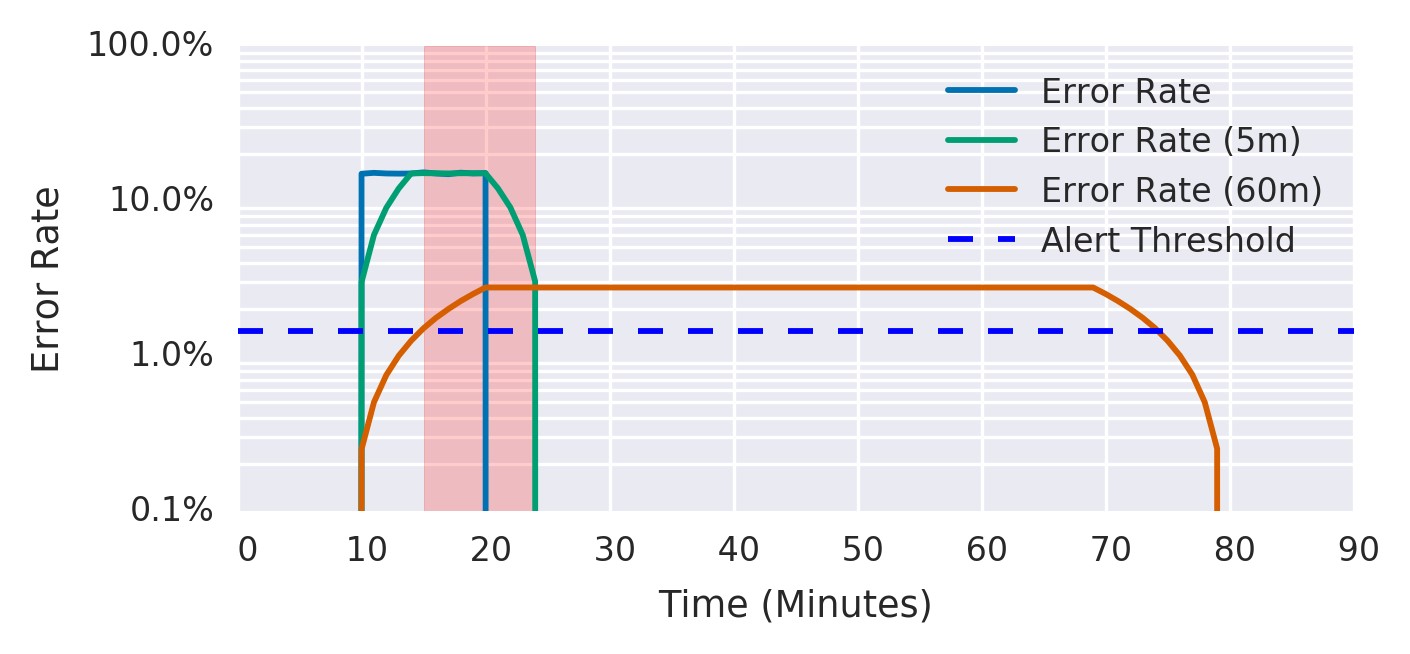 100.0%
10.0%
1.0%
0.1%
Error Rate
Error Rate
Error Rate (5m)
Error Rate (60m)
Alert Threshold
0 10 20 30 40 50 60 70 80 90
Time (Minutes)